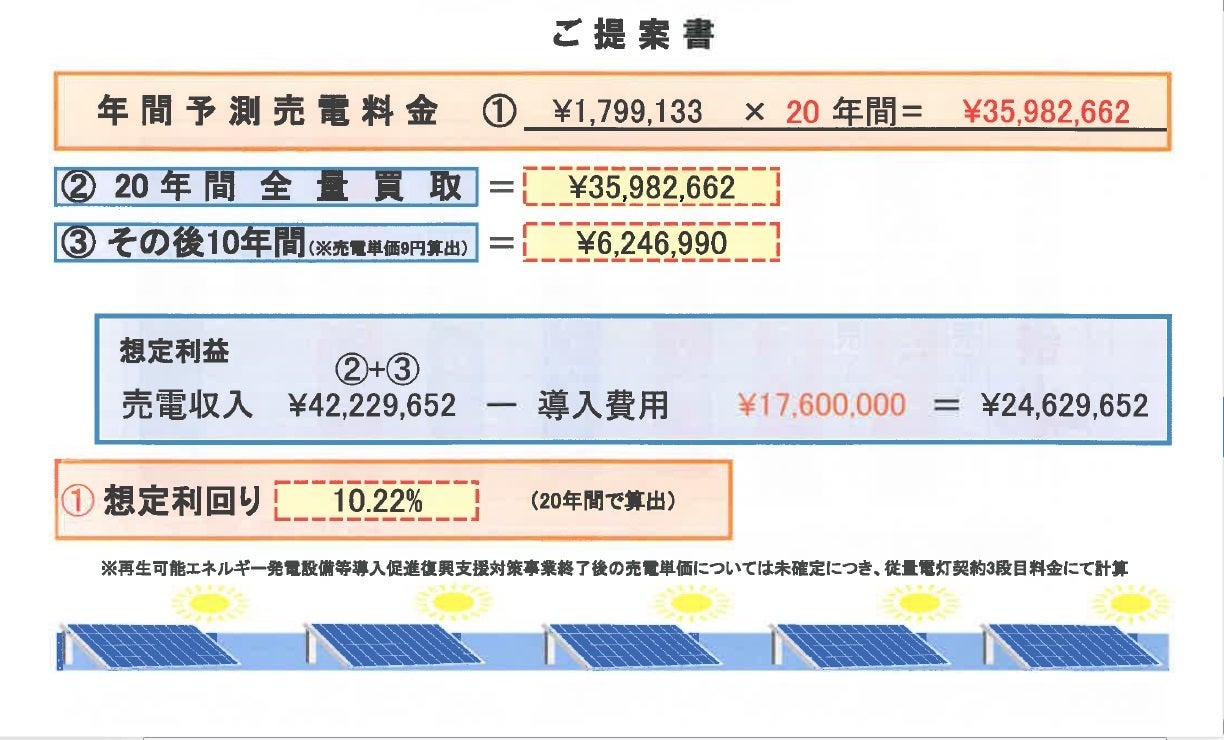 ご提案書
年間予測売電料金 ① ¥1,799,133 × 20 年間= ¥35,982,662
② 20年間全量買取 = ¥35,982,662
③ その後10年間(※売電単価9円算出) = ¥6,246,990
想定利益
②+③
売電収入 ¥42,229,652 － 導入費用 ¥17,600,000 = ¥24,629,652
① 想定利回り 10.22% (20年間で算出)
※再生可能エネルギー発電設備等導入促進復興支援対策事業終了後の売電単価については未確定につき、従量電灯契約3段目料金にて計算